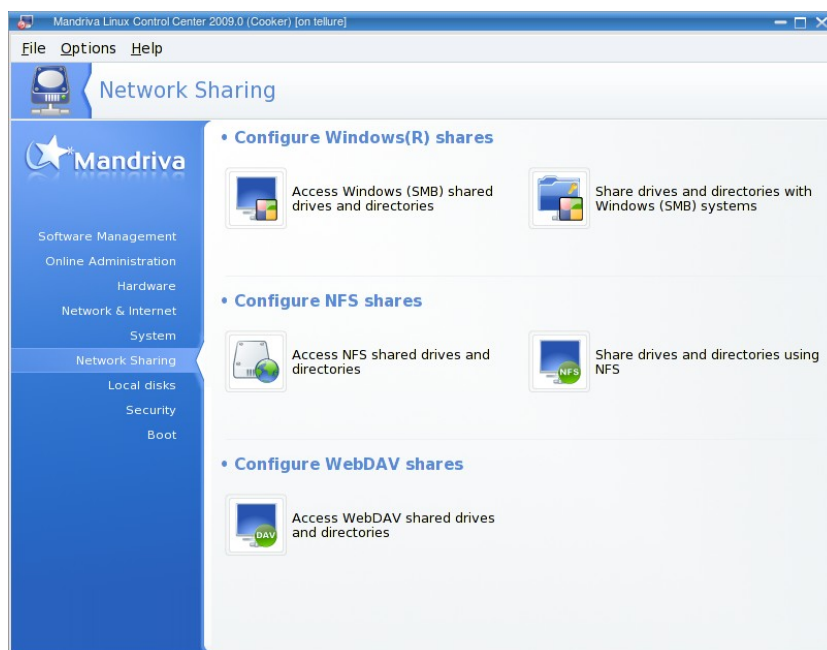 Mandriva Linux Control Center 2009.0 (Cooker) [on tellure]
File Options Help
Network Sharing
Mandriva
Software Management
Online Administration
Hardware
Network & Internet
System
Network Sharing
Local disks
Security
Boot
• Configure Windows(R) shares
Access Windows (SMB) shared
drives and directories
Share drives and directories with
Windows (SMB) systems
• Configure NFS shares
Access NFS shared drives and
directories
NFS
Share drives and directories using
NFS
• Configure WebDAV shares
DAV
Access WebDAV shared drives
and directories